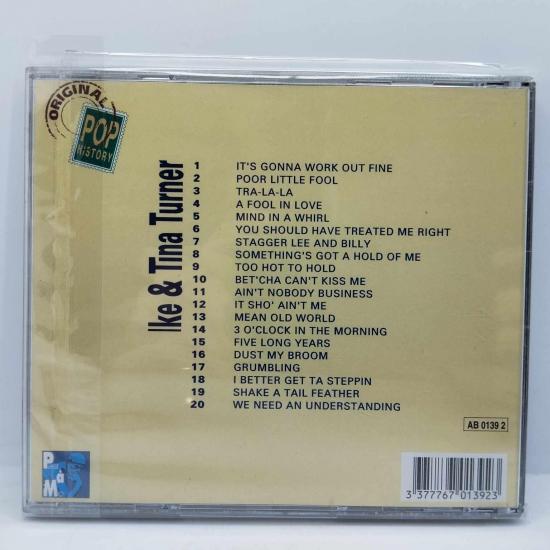 ORIGINAL
POP
HISTORY
Ike & Tina Turner
1 IT'S GONNA WORK OUT FINE
2 POOR LITTLE FOOL
3 TRA-LA-LA
4 A FOOL IN LOVE
5 MIND IN A WHIRL
6 YOU SHOULD HAVE TREATED ME RIGHT
7 STAGGER LEE AND BILLY
8 SOMETHING'S GOT A HOLD OF ME
9 TOO HOT TO HOLD
10 BET'CHA CAN'T KISS ME
11 AIN'T NOBODY BUSINESS
12 IT SHO' AIN'T ME
13 MEAN OLD WORLD
14 3 O'CLOCK IN THE MORNING
15 FIVE LONG YEARS
16 DUST MY BROOM
17 GRUMBLING
18 I BETTER GET TA STEPPIN
19 SHAKE A TAIL FEATHER
20 WE NEED AN UNDERSTANDING
AB 0139 2
P
à
M
3 377767 013923